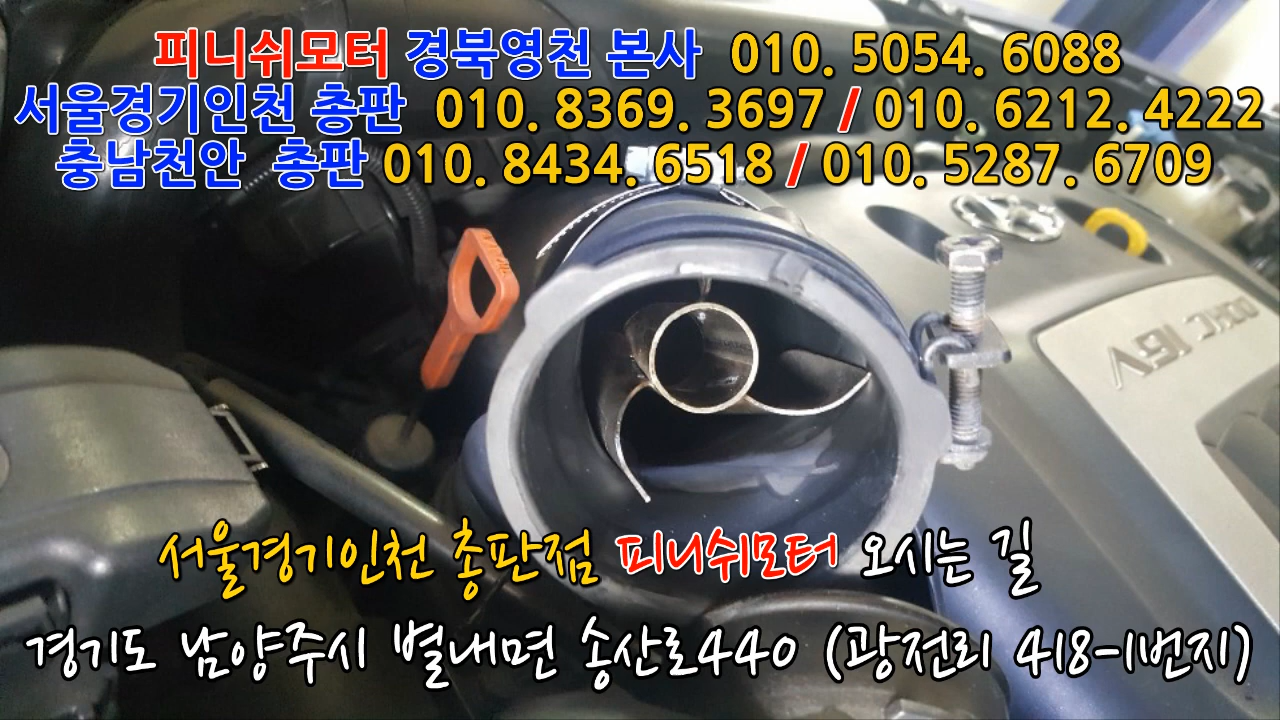 피니쉬모터 경북영천 본사 010. 5054. 6088
서울경기인천 총판 010. 8369. 3697 / 010. 6212. 4222
충남천안 총판 010. 8434. 6518 / 010. 5287. 6709
DOHC 16V
서울경기인천 총판점 피니쉬모터 오시는 길
경기도 남양주시 별내면 송산로440 (광전리 418-1번지)